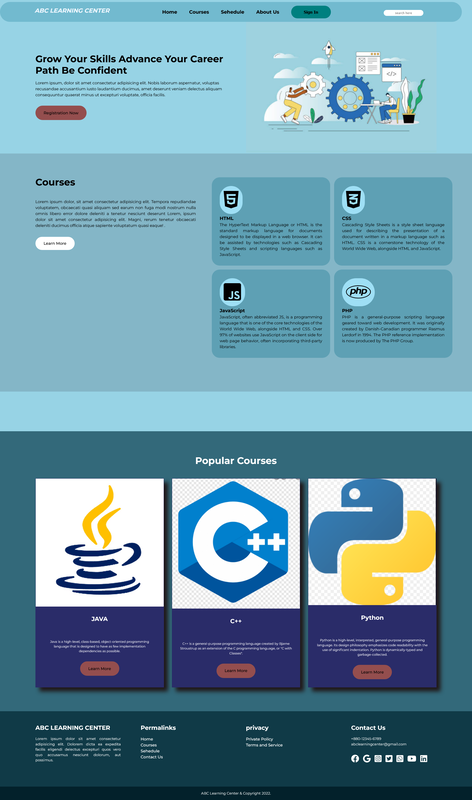 ABC LEARNING CENTER
Home Courses Sehedule About Us Sign In search here
Grow Your Skills Advance Your Career
Path Be Confident
Lorem ipsum dolor, sit amet consectetur adipisicing elit. Nobis laborum aspernatur, voluptas
recusandae accusantium iusto laudantium ducimus, amet deserunt veniam delectus aliquam
consequuntur quaerat minus ut excepturi voluptate, officia facilis.
Registration Now
Courses
Lorem ipsum dolor, sit amet consectetur adipisicing elit. Tempora repudiandae
voluptatem, obcaecati quasi aliquam sed earum non fuga modi nostrum mollitia
omnis libero enim dolorem a tenetur nesciunt deserunt Lorem, ipsum
dolor sit amet consectetur adipisicing elit. Magni, rerum tenetur obcaecati
ducimus officia atque sapiente voluptatem quasi eaque!.
Learn More
HTML
The HyperText Markup Language or HTML is the
standard markup language for documents
designed to be displayed in a web browser. It can
be assisted by technologies such as Cascading
Style Sheets and scripting languages such as
JavaScript.
CSS
Cascading Style Sheets is a style sheet language
used for describing the presentation of a
document written in a markup language such as
HTML. CSS is a cornerstone technology of the
World Wide Web, alongside HTML and JavaScript.
JS
JavaScript
JavaScript, often abbreviated JS, is a programming
language that is one of the core technologies of the
World Wide Web, alongside HTML and CSS. Over
97% of websites use JavaScript on the client side for
web page behavior, often incorporating third-party
libraries.
php
PHP
PHP is a general-purpose scripting language
geared toward web development. It was originally
created by Danish-Canadian programmer Rasmus
Lerdorf in 1994. The PHP reference implementation
is now produced by The PHP Group.
Popular Courses
C++
JAVA
Java is a high-level, class-based, object-oriented programming
language that is designed to have as few implementation
dependencies as possible.
Learn More
C++
C++ is a general-purpose programming language created by Bjarne
Stroustrup as an extension of the C programming language, or "C with
Classes".
Learn More
Python
Python is a high-level, interpreted, general-purpose programming
language. Its design philosophy emphasizes code readability with the
use of significant indentation. Python is dynamically-typed and
garbage-collected.
Learn More
ABC LEARNING CENTER
Lorem ipsum dolor sit amet consectetur
adipisicing elit. Dolorem dicta ea expedita
facilis eligendi delectus excepturi quae vero
quo eius incidunt consectetur quas
possimus.
Permalinks
Home
Courses
Sehedule
Contact Us
privacy
Private Policy
Terms and Service
Contact Us
+880-12345-6789
abclearningcenter@gmail.com
ABC Learning Center & Copyright 2022.